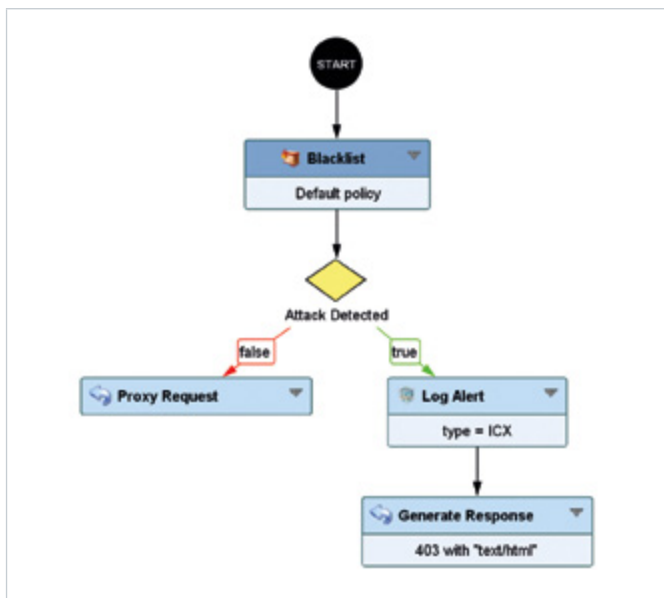 START
Blacklist
Default policy
Attack Detected
false
true
Proxy Request
Log Alert
type = ICX
Generate Response
403 with "text/html"